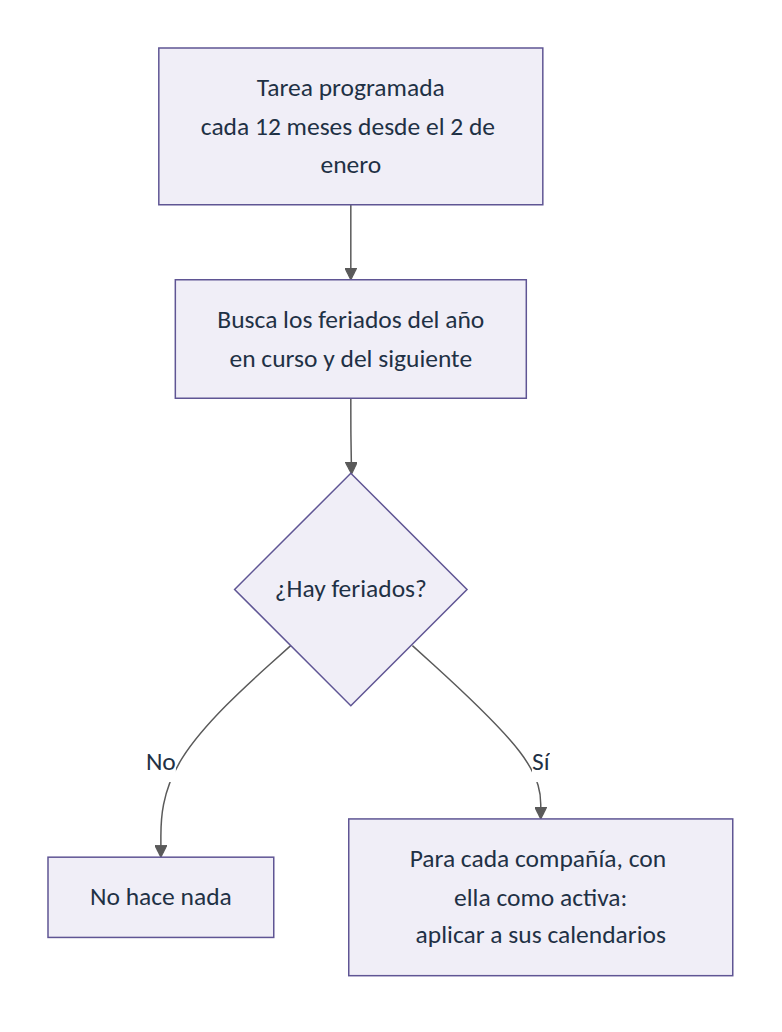 Tarea programada
cada 12 meses desde el 2 de
enero
Busca los feriados del año
en curso y del siguiente
¿Hay feriados?
No
Sí
No hace nada
Para cada compañía, con
ella como activa:
aplicar a sus calendarios